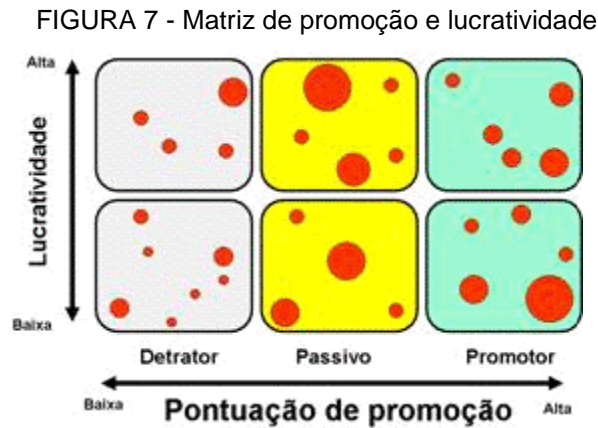 FIGURA 7 - Matriz de promoção e lucratividade
Alta
Lucratividade
Baixa
Detrator Passivo Promotor
Baixa Pontuação de promoção Alta